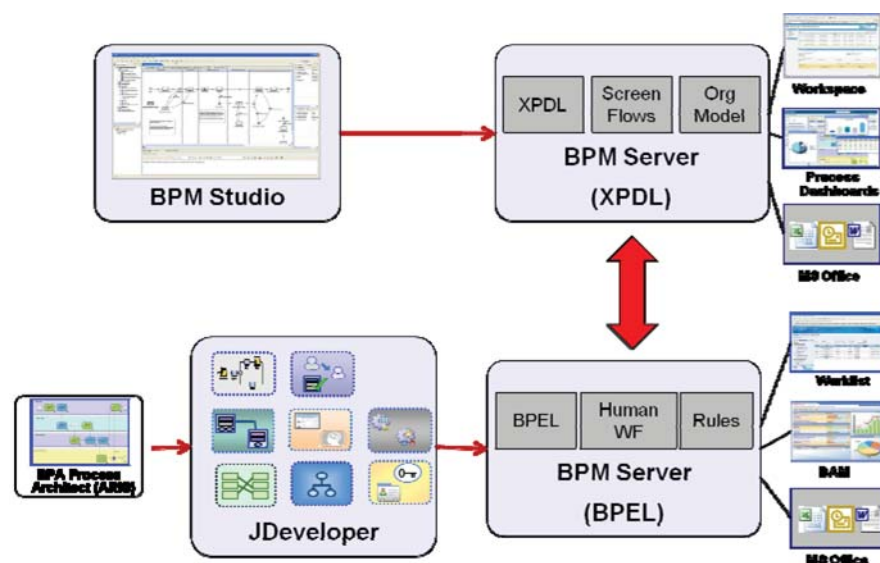 XPDL
Screen
Flows
Org
Model
BPM Server
(XPDL)
BPM Studio
Workspace
Process
Dashboards
MS Office
BPA Process
Architect (ARIS)
JDeveloper
BPEL
Human
WF
Rules
BPM Server
(BPEL)
Worklist
BAM
MS Office